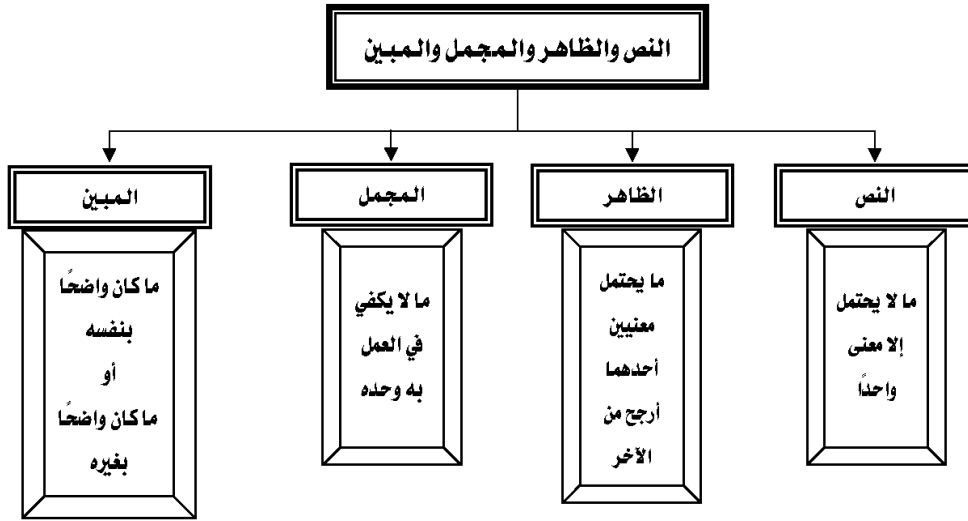 النص والظاهر والمجمل والمبين
النص
ما لا يحتمل
إلا معنى
واحدًا
الظاهر
ما يحتمل
معنيين
أحدهما
أرجح من
الآخر
المجمل
ما لا يكفي
في العمل
به وحده
المبين
ما كان واضحًا
بنفسه
أو
ما كان واضحًا
بغيره